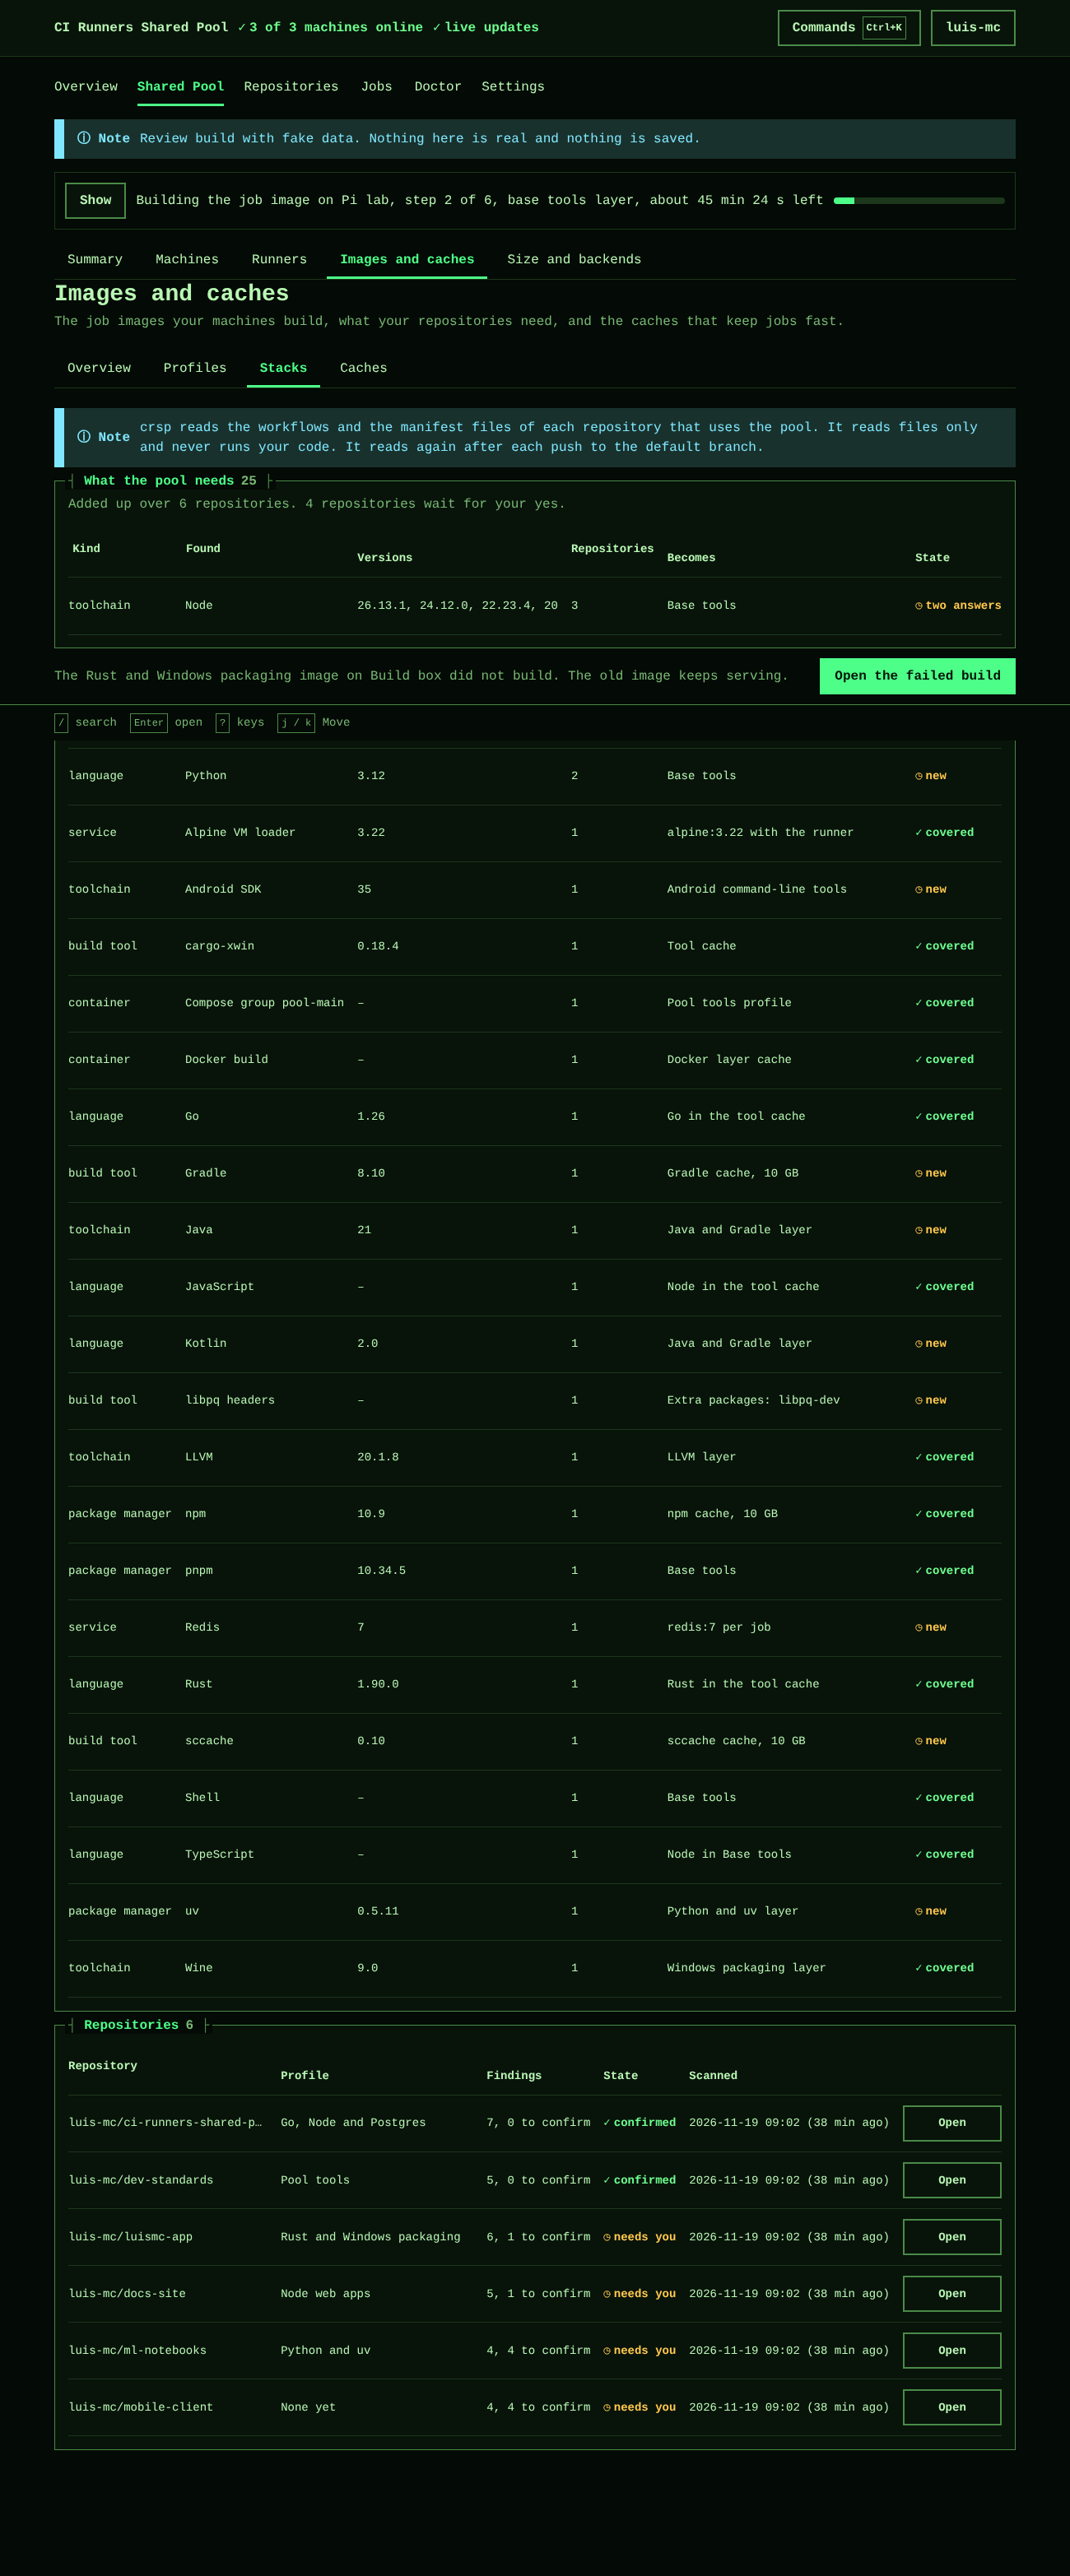 CI Runners Shared Pool ✓ 3 of 3 machines online ✓ live updates
Commands Ctrl+K
luis-mc
Overview Shared Pool Repositories Jobs Doctor Settings
ⓘ Note Review build with fake data. Nothing here is real and nothing is saved.
Show Building the job image on Pi lab, step 2 of 6, base tools layer, about 45 min 24 s left
Summary Machines Runners Images and caches Size and backends
Images and caches
The job images your machines build, what your repositories need, and the caches that keep jobs fast.
Overview Profiles Stacks Caches
ⓘ Note crsp reads the workflows and the manifest files of each repository that uses the pool. It reads files only
and never runs your code. It reads again after each push to the default branch.
What the pool needs 25
Added up over 6 repositories. 4 repositories wait for your yes.
Kind Found Versions Repositories Becomes State
toolchain Node 26.13.1, 24.12.0, 22.23.4, 20 3 Base tools ◷ two answers
The Rust and Windows packaging image on Build box did not build. The old image keeps serving. Open the failed build
/ search Enter open ? keys j / k Move
language Python 3.12 2 Base tools ◷ new
service Alpine VM loader 3.22 1 alpine:3.22 with the runner ✓ covered
toolchain Android SDK 35 1 Android command-line tools ◷ new
build tool cargo-xwin 0.18.4 1 Tool cache ✓ covered
container Compose group pool-main – 1 Pool tools profile ✓ covered
container Docker build – 1 Docker layer cache ✓ covered
language Go 1.26 1 Go in the tool cache ✓ covered
build tool Gradle 8.10 1 Gradle cache, 10 GB ◷ new
toolchain Java 21 1 Java and Gradle layer ◷ new
language JavaScript – 1 Node in the tool cache ✓ covered
language Kotlin 2.0 1 Java and Gradle layer ◷ new
build tool libpq headers – 1 Extra packages: libpq-dev ◷ new
toolchain LLVM 20.1.8 1 LLVM layer ✓ covered
package manager npm 10.9 1 npm cache, 10 GB ✓ covered
package manager pnpm 10.34.5 1 Base tools ✓ covered
service Redis 7 1 redis:7 per job ◷ new
language Rust 1.90.0 1 Rust in the tool cache ✓ covered
build tool sccache 0.10 1 sccache cache, 10 GB ◷ new
language Shell – 1 Base tools ✓ covered
language TypeScript – 1 Node in Base tools ✓ covered
package manager uv 0.5.11 1 Python and uv layer ◷ new
toolchain Wine 9.0 1 Windows packaging layer ✓ covered
Repositories 6
Repository Profile Findings State Scanned
luis-mc/ci-runners-shared-p… Go, Node and Postgres 7, 0 to confirm ✓ confirmed 2026-11-19 09:02 (38 min ago) Open
luis-mc/dev-standards Pool tools 5, 0 to confirm ✓ confirmed 2026-11-19 09:02 (38 min ago) Open
luis-mc/luismc-app Rust and Windows packaging 6, 1 to confirm ◷ needs you 2026-11-19 09:02 (38 min ago) Open
luis-mc/docs-site Node web apps 5, 1 to confirm ◷ needs you 2026-11-19 09:02 (38 min ago) Open
luis-mc/ml-notebooks Python and uv 4, 4 to confirm ◷ needs you 2026-11-19 09:02 (38 min ago) Open
luis-mc/mobile-client None yet 4, 4 to confirm ◷ needs you 2026-11-19 09:02 (38 min ago) Open